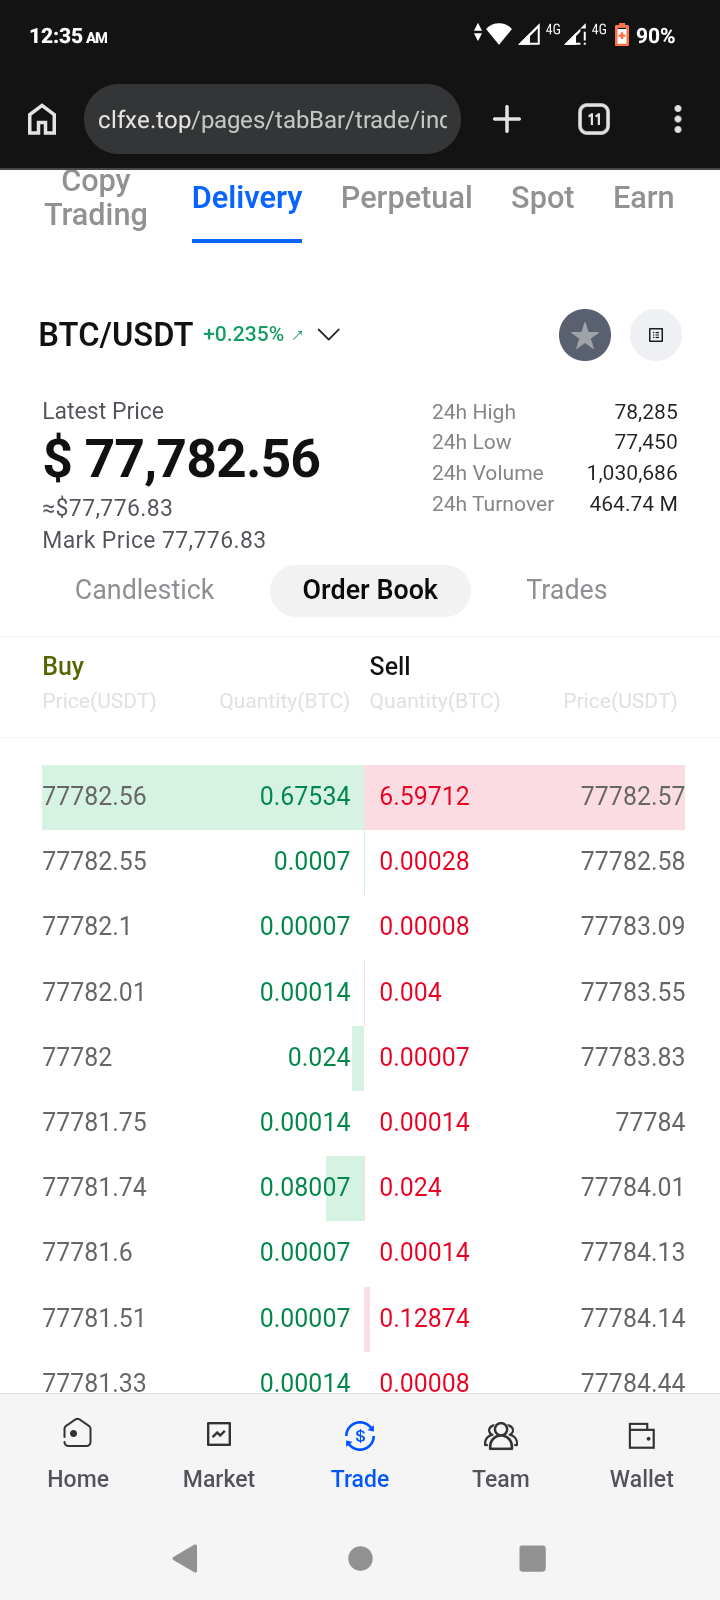 12:35 AM 4G 4G 90%
clfxe.top/pages/tabBar/trade/inc 11
Copy Trading Delivery Perpetual Spot Earn
BTC/USDT +0.235%
Latest Price
$ 77,782.56
≈$77,776.83
Mark Price 77,776.83
24h High 78,285
24h Low 77,450
24h Volume 1,030,686
24h Turnover 464.74 M
Candlestick Order Book Trades
Buy Sell
Price(USDT) Quantity(BTC) Quantity(BTC) Price(USDT)
77782.56 0.67534 6.59712 77782.57
77782.55 0.0007 0.00028 77782.58
77782.1 0.00007 0.00008 77783.09
77782.01 0.00014 0.004 77783.55
77782 0.024 0.00007 77783.83
77781.75 0.00014 0.00014 77784
77781.74 0.08007 0.024 77784.01
77781.6 0.00007 0.00014 77784.13
77781.51 0.00007 0.12874 77784.14
77781.33 0.00014 0.00008 77784.44
Home Market Trade Team Wallet